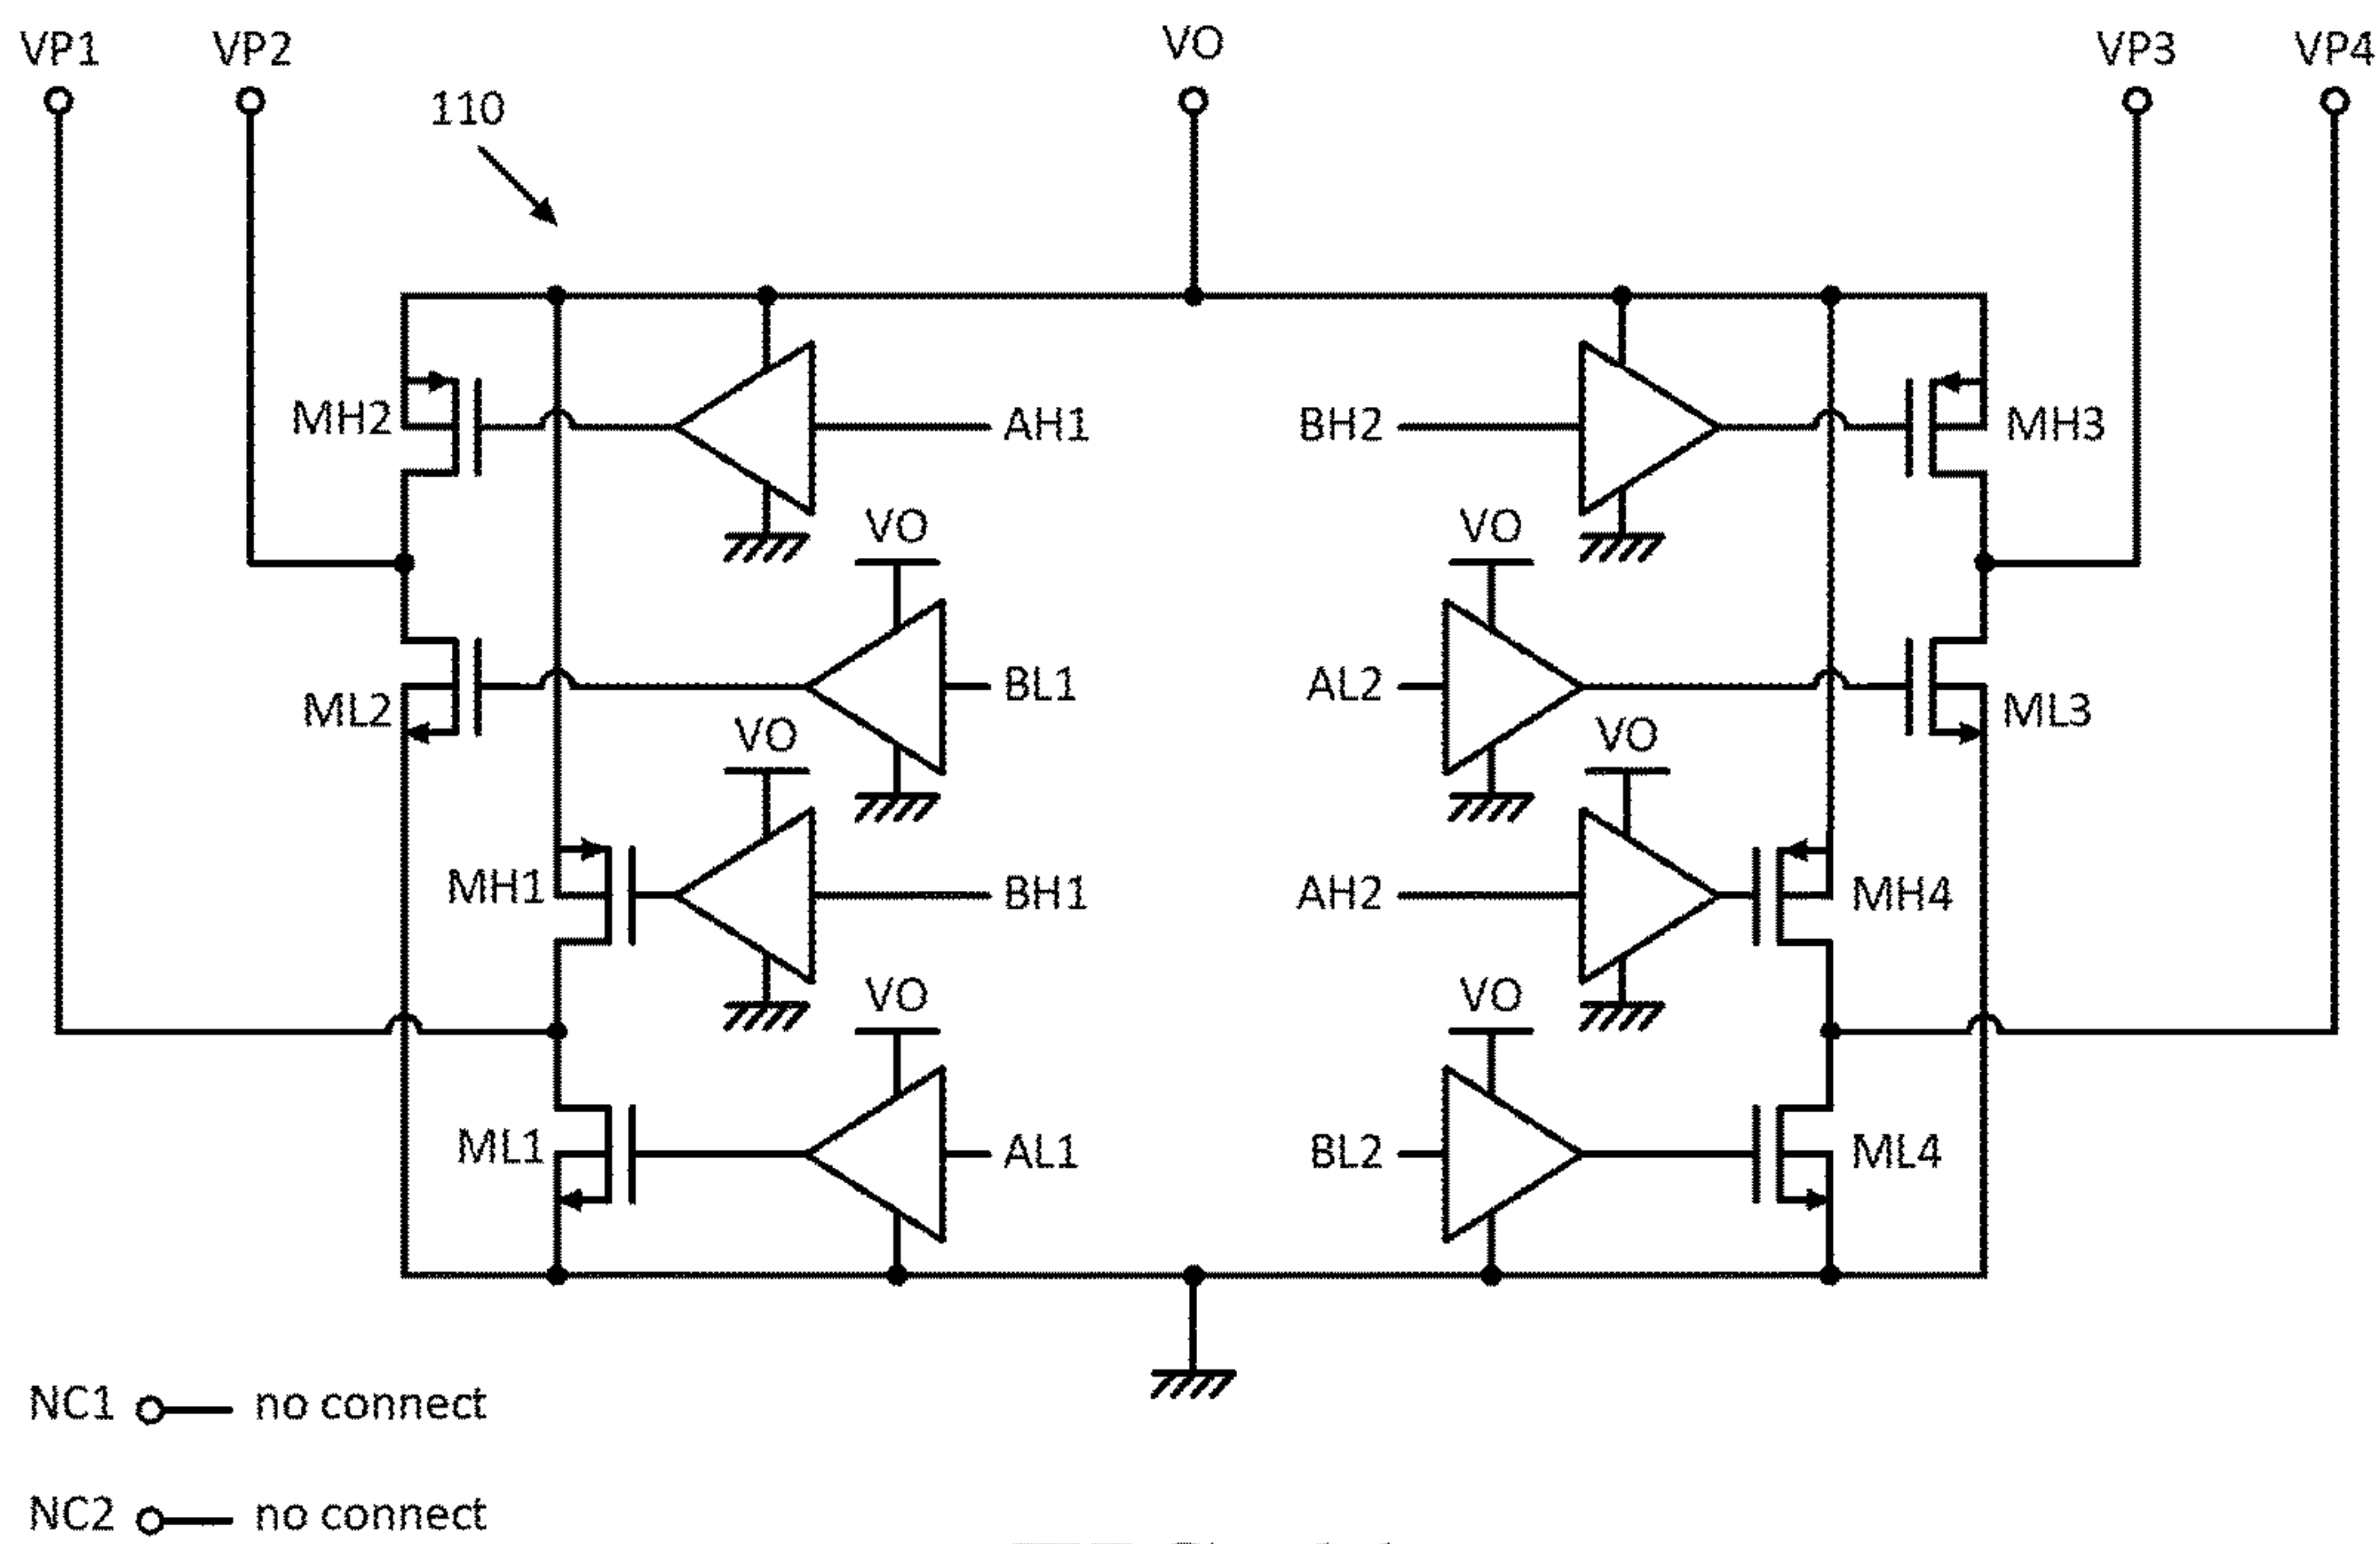 VP1 VP2 VO VP3 VP4
110
MH2 AH1 BH2 MH3
VO VO
ML2 BL1 AL2 ML3
VO VO
MH1 BH1 AH2 MH4
VO VO
ML1 AL1 BL2 ML4
NC1 no connect
NC2 no connect